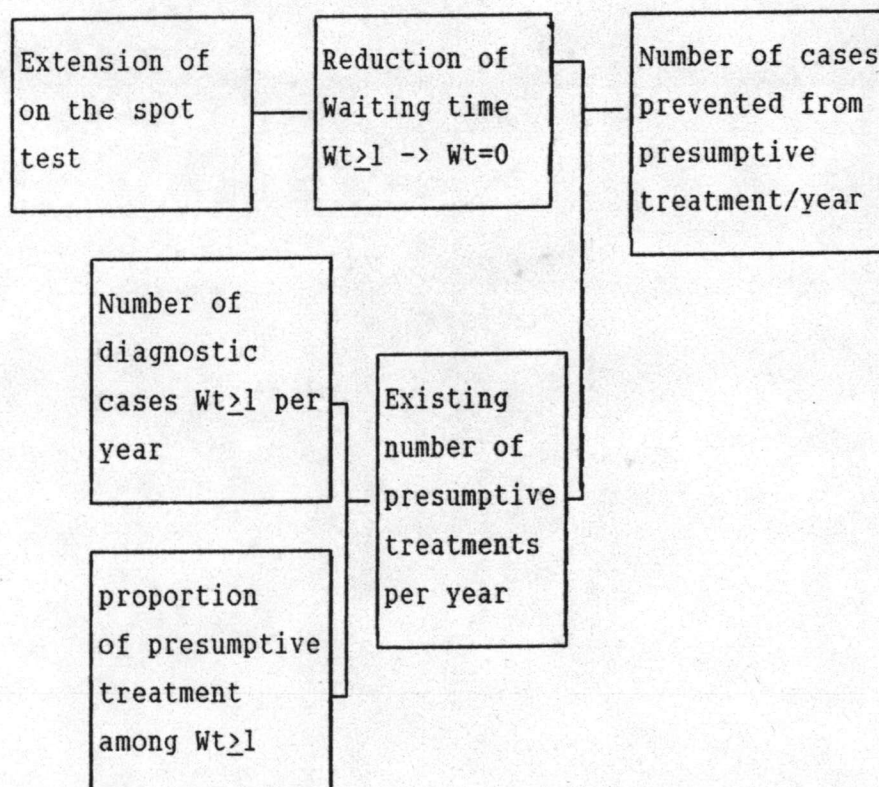 Extension of
on the spot
test
Reduction of
Waiting time
Wt≥1 -> Wt=0
Number of cases
prevented from
presumptive
treatment/year
Number of
diagnostic
cases Wt≥1 per
year
Existing
number of
presumptive
treatments
per year
proportion
of presumptive
treatment
among Wt≥1